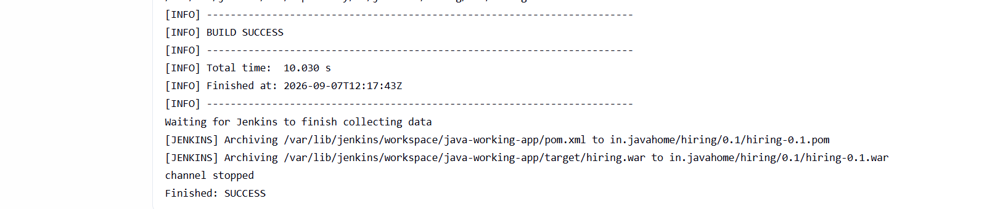 [INFO] ------------------------------------------------------------------------
[INFO] BUILD SUCCESS
[INFO] ------------------------------------------------------------------------
[INFO] Total time:  10.030 s
[INFO] Finished at: 2026-09-07T12:17:43Z
[INFO] ------------------------------------------------------------------------
Waiting for Jenkins to finish collecting data
[JENKINS] Archiving /var/lib/jenkins/workspace/java-working-app/pom.xml to in.javahome/hiring/0.1/hiring-0.1.pom
[JENKINS] Archiving /var/lib/jenkins/workspace/java-working-app/target/hiring.war to in.javahome/hiring/0.1/hiring-0.1.war
channel stopped
Finished: SUCCESS